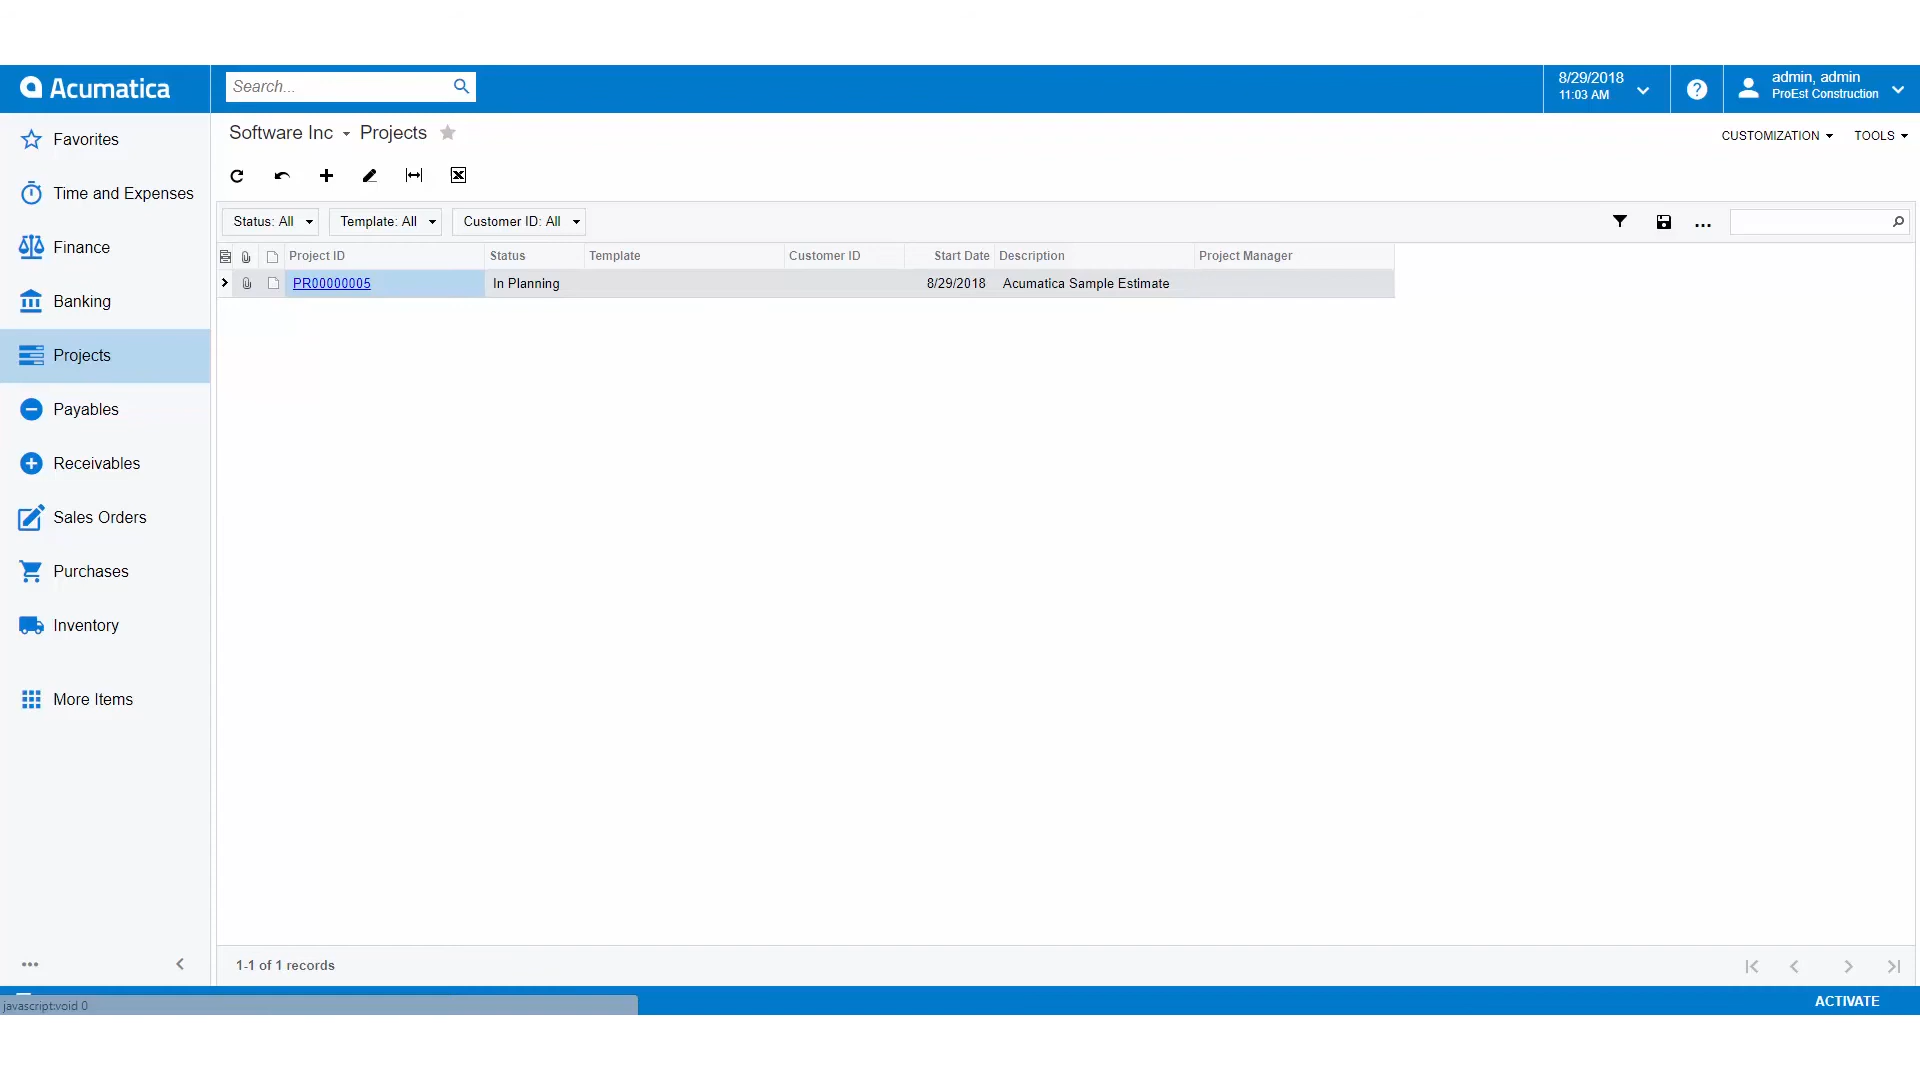 Acumatica
Search...
8/29/2018
11:03 AM
admin, admin
ProEst Construction
Favorites
Time and Expenses
Finance
Banking
Projects
Payables
Receivables
Sales Orders
Purchases
Inventory
More Items
Software Inc Projects
CUSTOMIZATION TOOLS
Status: All Template: All Customer ID: All
Project ID Status Template Customer ID Start Date Description Project Manager
PR00000005 In Planning 8/29/2018 Acumatica Sample Estimate
1-1 of 1 records
javascript:void 0
ACTIVATE